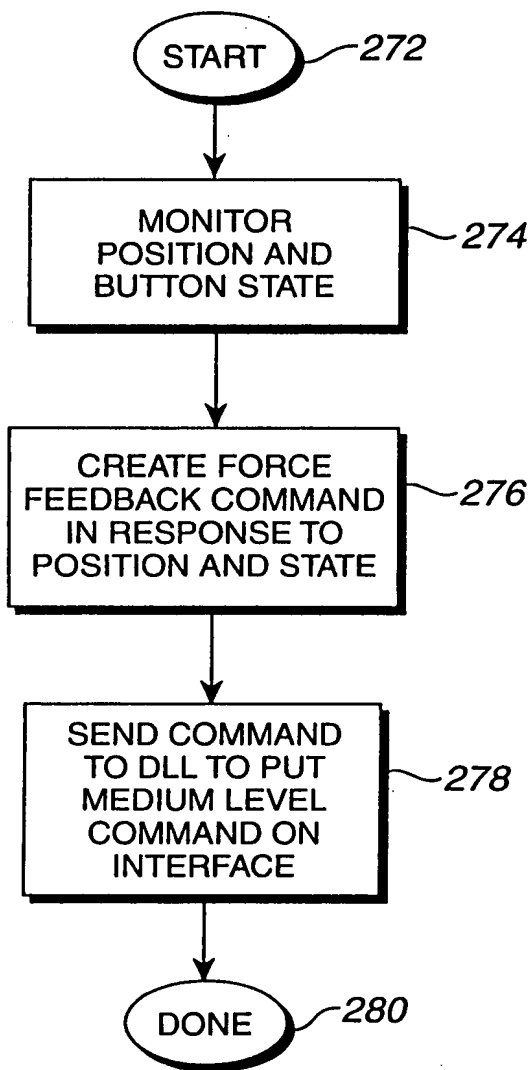 START
272
MONITOR
POSITION AND
BUTTON STATE
274
CREATE FORCE
FEEDBACK COMMAND
IN RESPONSE TO
POSITION AND STATE
276
SEND COMMAND
TO DLL TO PUT
MEDIUM LEVEL
COMMAND ON
INTERFACE
278
DONE
280